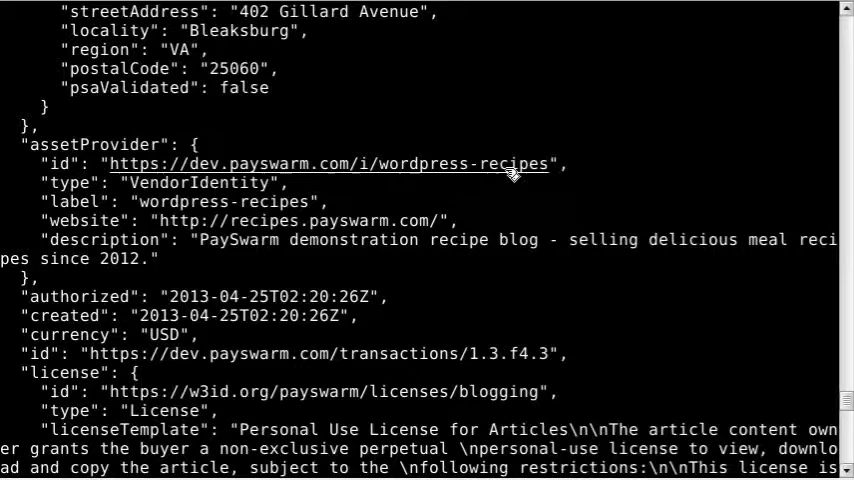 "streetAddress": "402 Gillard Avenue",
"locality": "Bleaksburg",
"region": "VA",
"postalCode": "25060",
"psaValidated": false
}
},
"assetProvider": {
"id": "https://dev.payswarm.com/i/wordpress-recipes",
"type": "VendorIdentity",
"label": "wordpress-recipes",
"website": "http://recipes.payswarm.com/",
"description": "PaySwarm demonstration recipe blog - selling delicious meal reci
pes since 2012."
},
"authorized": "2013-04-25T02:20:26Z",
"created": "2013-04-25T02:20:26Z",
"currency": "USD",
"id": "https://dev.payswarm.com/transactions/1.3.f4.3",
"license": {
"id": "https://w3id.org/payswarm/licenses/blogging",
"type": "License",
"licenseTemplate": "Personal Use License for Articles\n\nThe article content own
er grants the buyer a non-exclusive perpetual \npersonal-use license to view, downlo
ad and copy the article, subject to the \nfollowing restrictions:\n\nThis license is